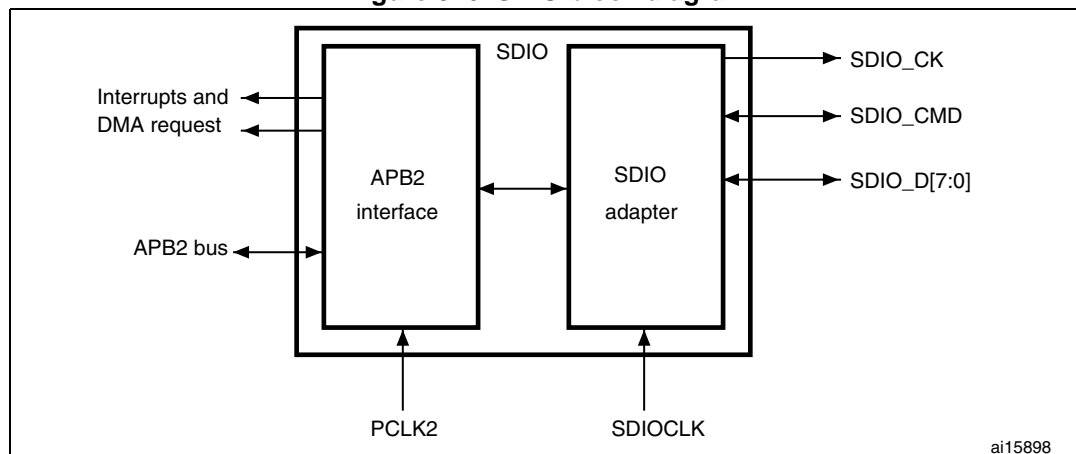 SDIO
Interrupts and
DMA request
APB2
interface
SDIO
adapter
APB2 bus
SDIO_CK
SDIO_CMD
SDIO_D[7:0]
PCLK2
SDIOCLK
ai15898